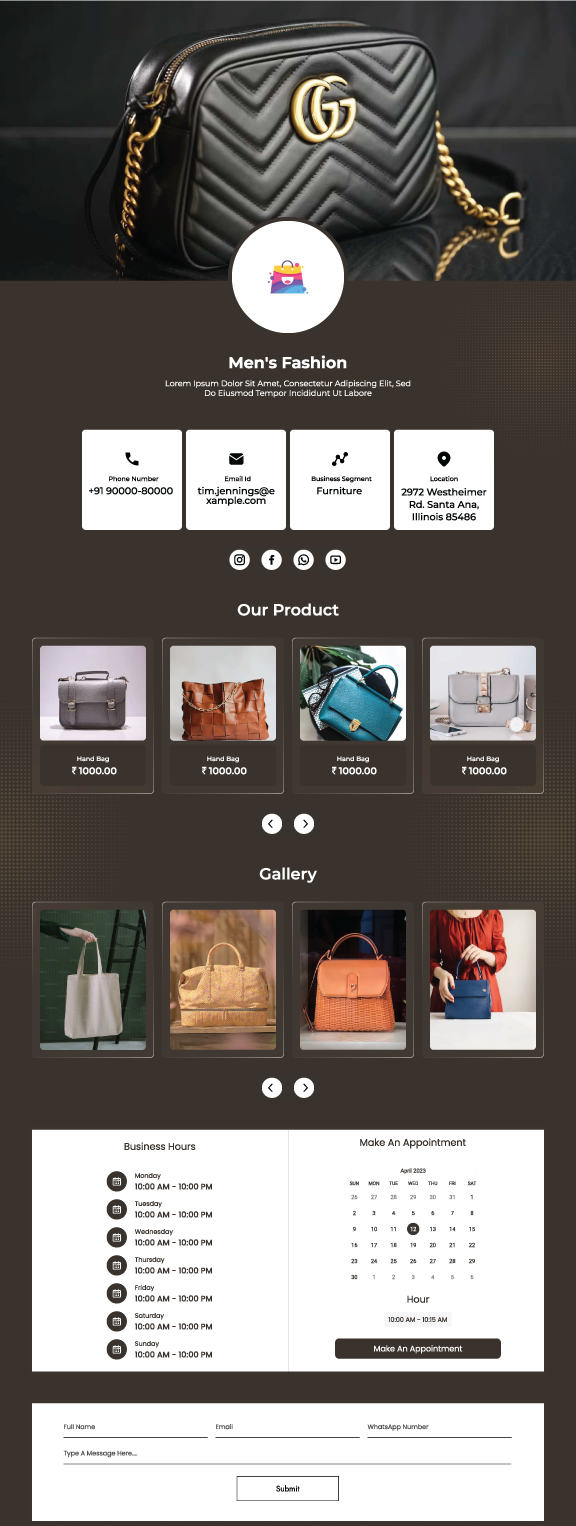 Men's Fashion
Lorem Ipsum Dolor Sit Amet, Consectetur Adipiscing Elit, Sed
Do Eiusmod Tempor Incididunt Ut Labore
Phone Number
+91 90000-80000
Email Id
tim.jennings@e
xample.com
Business Segment
Furniture
Location
2972 Westheimer
Rd. Santa Ana,
Illinois 85486
Our Product
Hand Bag
₹ 1000.00
Hand Bag
₹ 1000.00
Hand Bag
₹ 1000.00
Hand Bag
₹ 1000.00
Gallery
Business Hours
Monday
10:00 AM - 10:00 PM
Tuesday
10:00 AM - 10:00 PM
Wednesday
10:00 AM - 10:00 PM
Thursday
10:00 AM - 10:00 PM
Friday
10:00 AM - 10:00 PM
Saturday
10:00 AM - 10:00 PM
Sunday
10:00 AM - 10:00 PM
Make An Appointment
April 2023
SUN MON TUE WED THU FRI SAT
26 27 28 29 30 31 1
2 3 4 5 6 7 8
9 10 11 12 13 14 15
16 17 18 19 20 21 22
23 24 25 26 27 28 29
30 1 2 3 4 5 6
Hour
10:00 AM - 10:15 AM
Make An Appointment
Full Name
Email
WhatsApp Number
Type A Message Here...
Submit